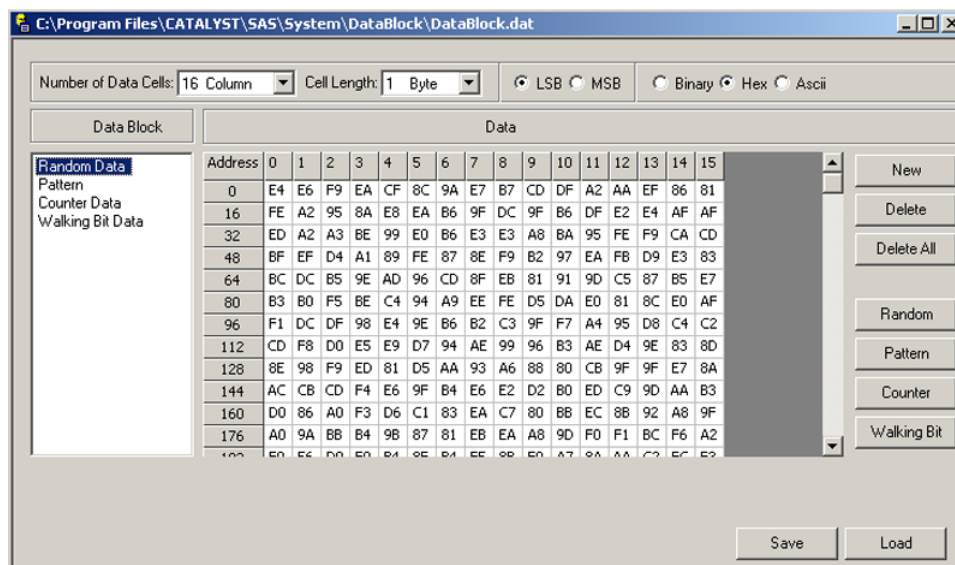 C:\Program Files\CATALYST\SAS\System\DataBlock\DataBlock.dat
Number of Data Cells: 16 Column Cell Length: 1 Byte LSB MSB Binary Hex Ascii
Data Block Data
Random Data
Pattern
Counter Data
Walking Bit Data
Address 0 1 2 3 4 5 6 7 8 9 10 11 12 13 14 15
0 E4 E6 F9 EA CF 8C 9A E7 B7 CD DF A2 AA EF 86 81
16 FE A2 95 8A E8 EA B6 9F DC 9F B6 DF E2 E4 AF AF
32 ED A2 A3 BE 99 E0 B6 E3 E3 A8 BA 95 FE F9 CA CD
48 BF EF D4 A1 89 FE 87 8E F9 B2 97 EA FB D9 E3 83
64 BC DC B5 9E AD 96 CD 8F EB 81 91 9D C5 87 B5 E7
80 B3 B0 F5 BE C4 94 A9 EE FE D5 DA E0 81 8C E0 AF
96 F1 DC DF 98 E4 9E B6 B2 C3 9F F7 A4 95 D8 C4 C2
112 CD F8 D0 E5 E9 D7 94 AE 99 96 B3 AE D4 9E 83 8D
128 8E 98 F9 ED 81 D5 AA 93 A6 88 80 CB 9F 9F E7 8A
144 AC CB CD F4 E6 9F B4 E6 E2 D2 B0 ED C9 9D AA B3
160 D0 86 A0 F3 D6 C1 83 EA C7 80 BB EC 8B 92 A8 9F
176 A0 9A BB B4 9B 87 81 EB EA A8 9D F0 F1 BC F6 A2
New
Delete
Delete All
Random
Pattern
Counter
Walking Bit
Save Load